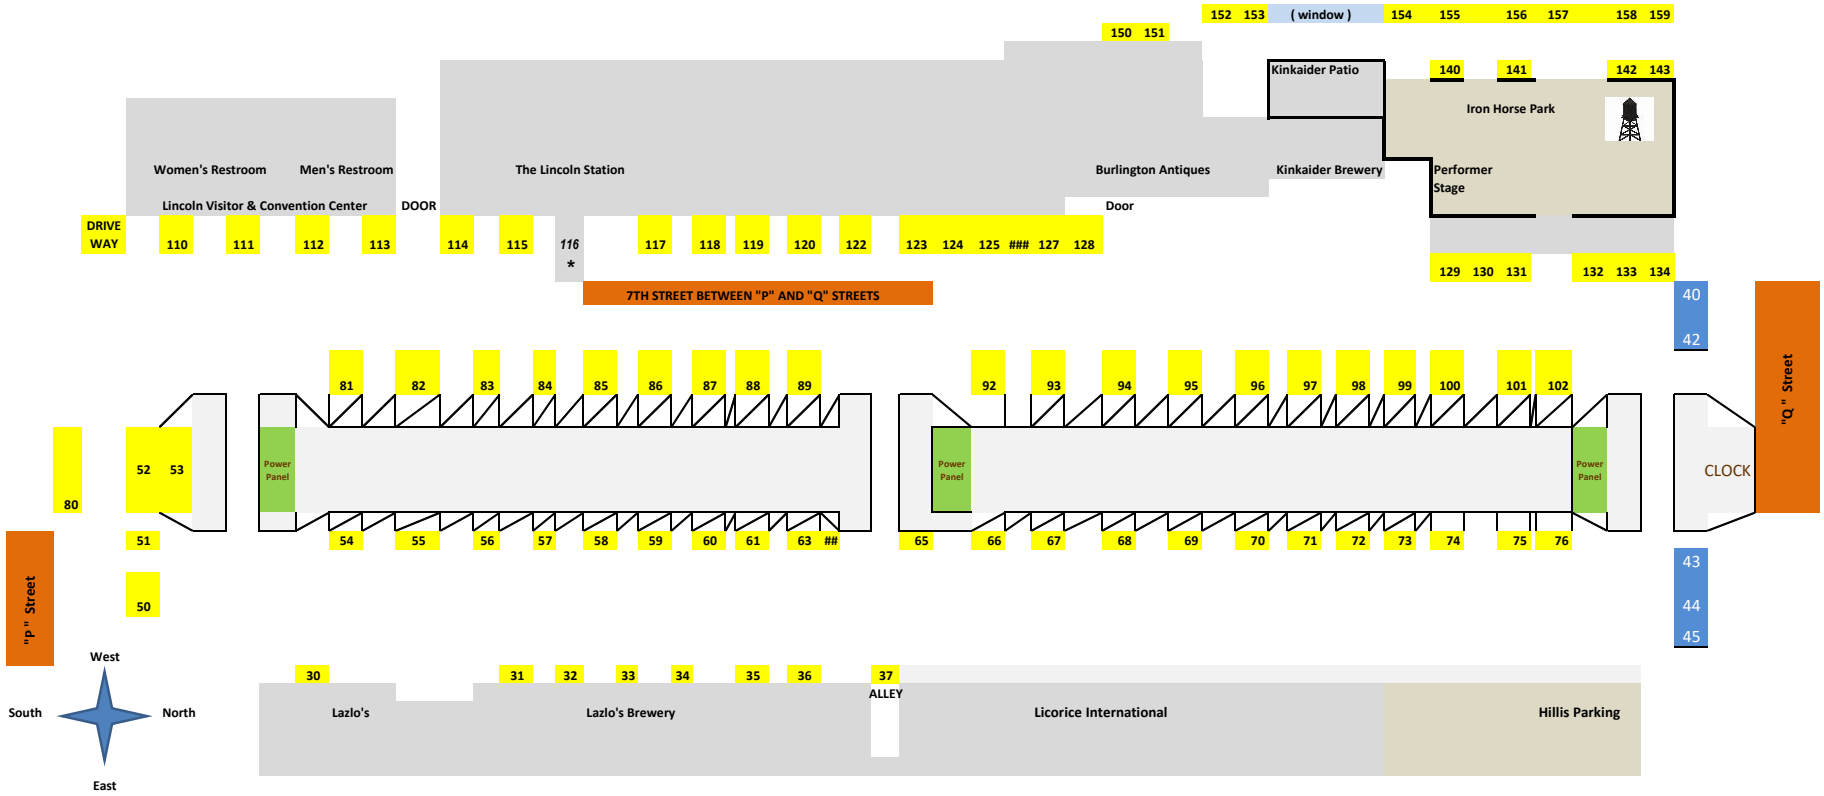 152 153 ( window ) 154 155 156 157 158 159
150 151
Kinkaider Patio 140 141 142 143
Iron Horse Park
Women's Restroom Men's Restroom The Lincoln Station Burlington Antiques Kinkaider Brewery Performer
Stage
Lincoln Visitor & Convention Center DOOR Door
DRIVE
WAY 110 111 112 113 114 115 116 117 118 119 120 122 123 124 125 ### 127 128
*
129 130 131 132 133 134
7TH STREET BETWEEN "P" AND "Q" STREETS
40
42
"Q" Street
81 82 83 84 85 86 87 88 89 92 93 94 95 96 97 98 99 100 101 102
52 53
Power
Panel
Power
Panel
Power
Panel
CLOCK
80
51 54 55 56 57 58 59 60 61 63 ## 65 66 67 68 69 70 71 72 73 74 75 76
"P" Street
50
43
44
45
West
South North
East
30 31 32 33 34 35 36 37
ALLEY
Lazlo's Lazlo's Brewery Licorice International Hillis Parking